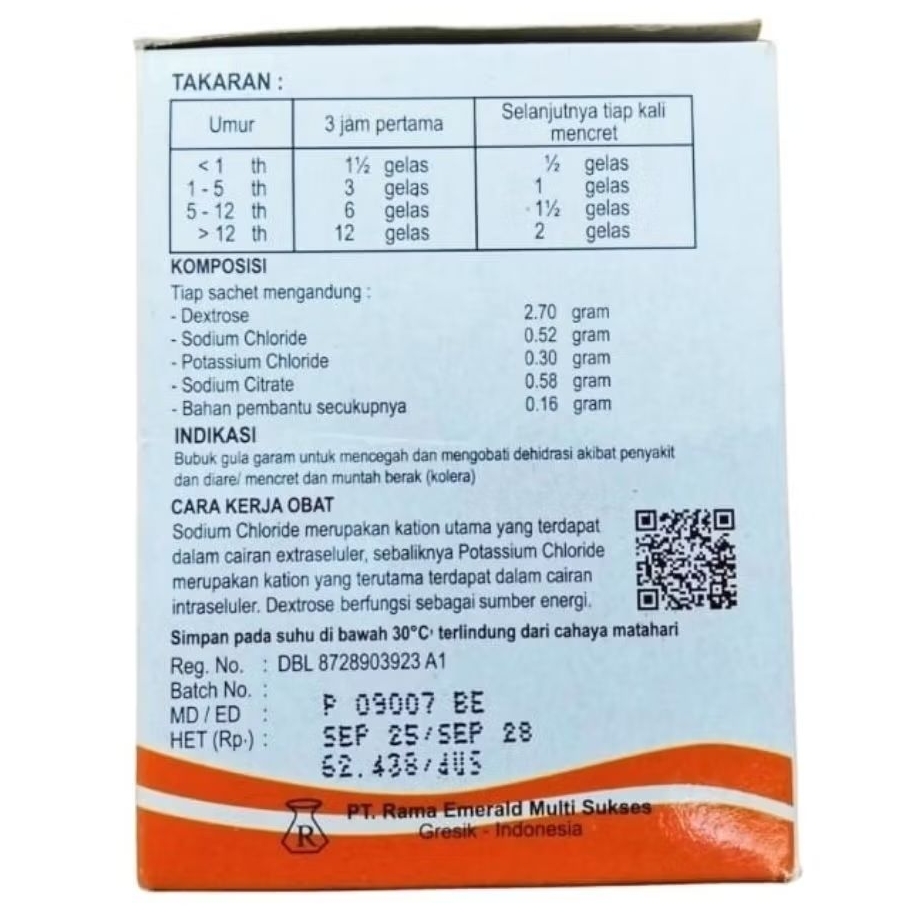 TAKARAN :
Umur 3 jam pertama Selanjutnya tiap kali mencret
< 1 th 1½ gelas ½ gelas
1 - 5 th 3 gelas 1 gelas
5 - 12 th 6 gelas 1½ gelas
> 12 th 12 gelas 2 gelas
KOMPOSISI
Tiap sachet mengandung :
- Dextrose 2.70 gram
- Sodium Chloride 0.52 gram
- Potassium Chloride 0.30 gram
- Sodium Citrate 0.58 gram
- Bahan pembantu secukupnya 0.16 gram
INDIKASI
Bubuk gula garam untuk mencegah dan mengobati dehidrasi akibat penyakit
dan diare/ mencret dan muntah berak (kolera)
CARA KERJA OBAT
Sodium Chloride merupakan kation utama yang terdapat
dalam cairan extraseluler, sebaliknya Potassium Chloride
merupakan kation yang terutama terdapat dalam cairan
intraseluler. Dextrose berfungsi sebagai sumber energi.
Simpan pada suhu di bawah 30°C, terlindung dari cahaya matahari
Reg. No. : DBL 8728903923 A1
Batch No. : P 09007 BE
MD / ED : SEP 25/SEP 28
HET (Rp.) : 62.438/dus
R
PT. Rama Emerald Multi Sukses
Gresik - Indonesia